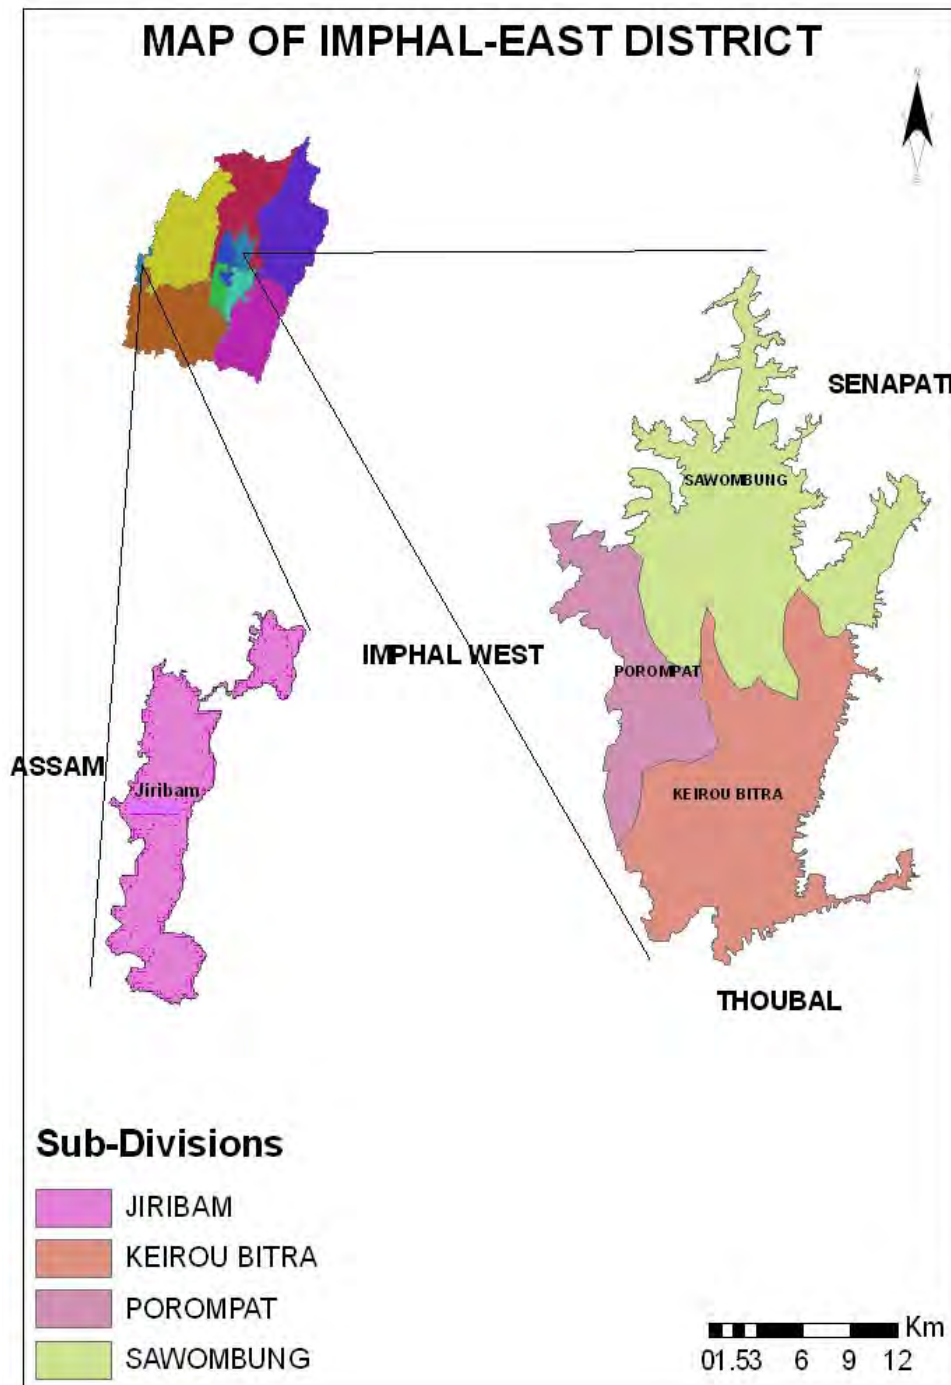 MAP OF IMPHAL-EAST DISTRICT
N
SENAPATI
SAWOMBUNG
IMPHAL WEST
POROMPAT
ASSAM
Jiribam
KEIROU BITRA
THOUBAL
Sub-Divisions
JIRIBAM
KEIROU BITRA
POROMPAT
SAWOMBUNG
Km
01.53 6 9 12